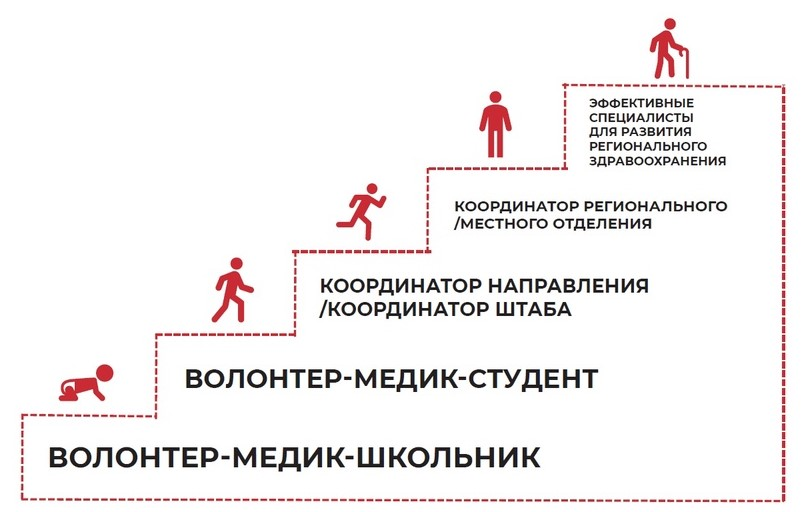 ЭФФЕКТИВНЫЕ
СПЕЦИАЛИСТЫ
ДЛЯ РАЗВИТИЯ
РЕГИОНАЛЬНОГО
ЗДРАВООХРАНЕНИЯ
КООРДИНАТОР РЕГИОНАЛЬНОГО
/МЕСТНОГО ОТДЕЛЕНИЯ
КООРДИНАТОР НАПРАВЛЕНИЯ
/КООРДИНАТОР ШТАБА
ВОЛОНТЕР-МЕДИК-СТУДЕНТ
ВОЛОНТЕР-МЕДИК-ШКОЛЬНИК